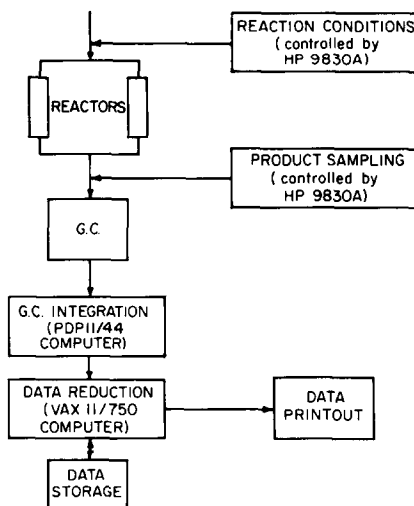 REACTION CONDITIONS
( controlled by
HP 9830A)
REACTORS
PRODUCT SAMPLING
( controlled by
HP 9830A)
G.C.
G.C. INTEGRATION
(PDP11/44
COMPUTER)
DATA REDUCTION
(VAX 11/750
COMPUTER)
DATA
PRINTOUT
DATA
STORAGE